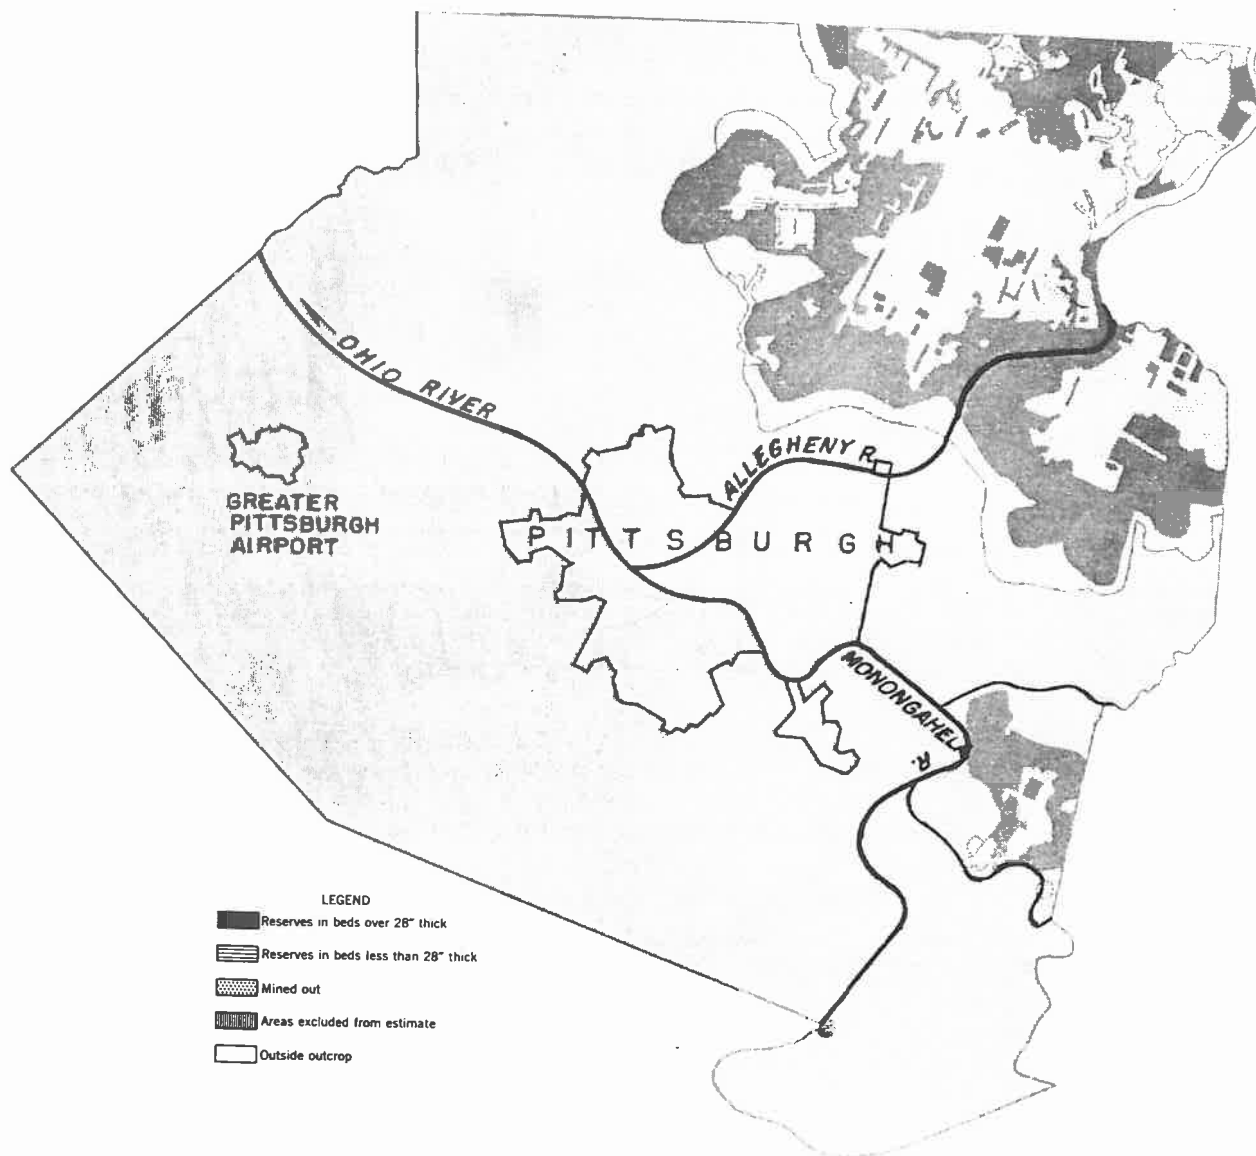 OHIO RIVER
ALLEGHENY R.
GREATER
PITTSBURGH
AIRPORT
PITTSBURGH
MONONGAHELA
R.
LEGEND
Reserves in beds over 28" thick
Reserves in beds less than 28" thick
Mined out
Areas excluded from estimate
Outside outcrop